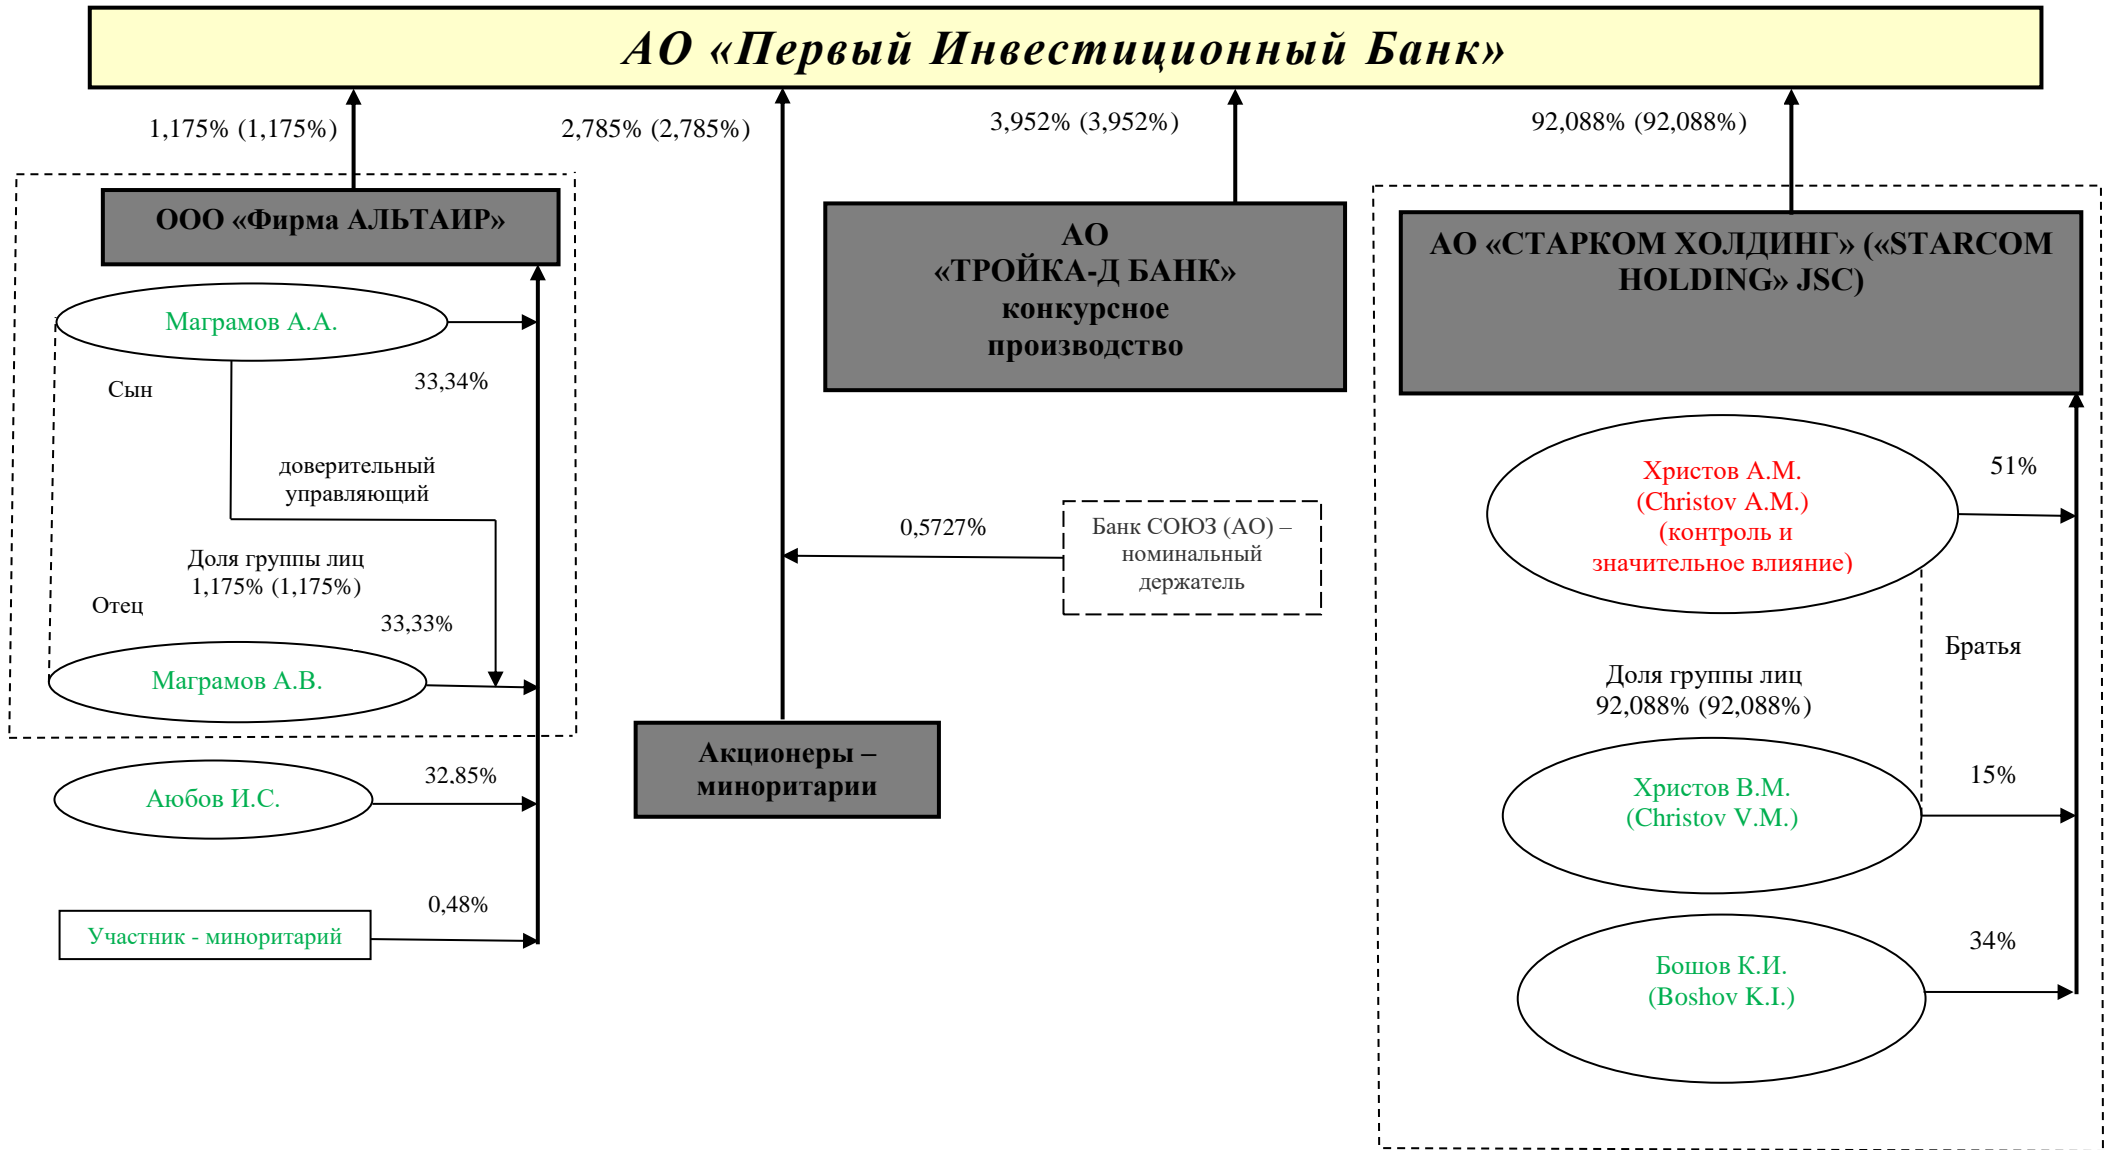 АО «Первый Инвестиционный Банк»
1,175% (1,175%)
2,785% (2,785%)
3,952% (3,952%)
92,088% (92,088%)
ООО «Фирма АЛЬТАИР»
Маграмов А.А.
33,34%
Сын
доверительный
управляющий
Доля группы лиц
1,175% (1,175%)
Отец
33,33%
Маграмов А.В.
32,85%
Аюбов И.С.
0,48%
Участник - миноритарий
0,5727%
Банк СОЮЗ (АО) –
номинальный
держатель
Акционеры –
миноритарии
АО
«ТРОЙКА-Д БАНК»
конкурсное
производство
АО «СТАРКОМ ХОЛДИНГ» («STARCOM
HOLDING» JSC)
Христов А.М.
(Christov A.M.)
(контроль и
значительное влияние)
51%
Братья
Доля группы лиц
92,088% (92,088%)
Христов В.М.
(Christov V.M.)
15%
Бошов К.И.
(Boshov K.I.)
34%